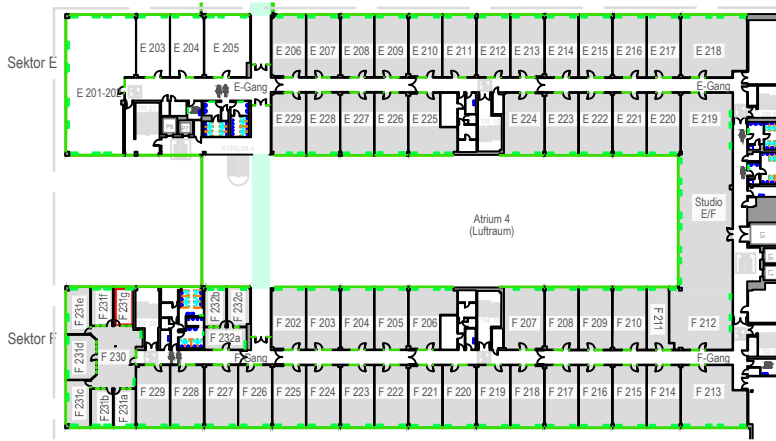 Sektor E
E 203
E 204
E 205
E 206
E 207
E 208
E 209
E 210
E 211
E 212
E 213
E 214
E 215
E 216
E 217
E 218
E 201-202
E-Gang
E-Gang
E 229
E 228
E 227
E 226
E 225
E 224
E 223
E 222
E 221
E 220
E 219
ATRIUM 4
Atrium 4
(Luftraum)
Studio
E/F
Sektor F
F 231e
F 231f
F 231g
F 232b
F 232c
F 202
F 203
F 204
F 205
F 206
F 207
F 208
F 209
F 210
F 211
F 212
F 232a
F 231d
F 230
F-Gang
F-Gang
F 231c
F 231b
F 231a
F 229
F 228
F 227
F 226
F 225
F 224
F 223
F 222
F 221
F 220
F 219
F 218
F 217
F 216
F 215
F 214
F 213